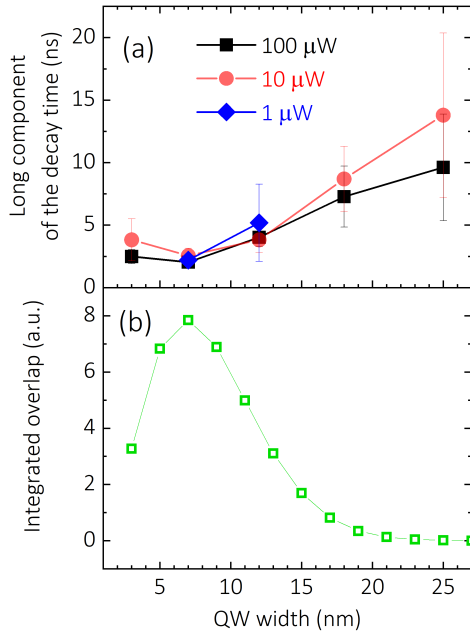 (a)
100 μW
10 μW
1 μW
Long component
of the decay time (ns)
20
15
10
5
0
(b)
Integrated overlap (a.u.)
8
6
4
2
0
5 10 15 20 25
QW width (nm)